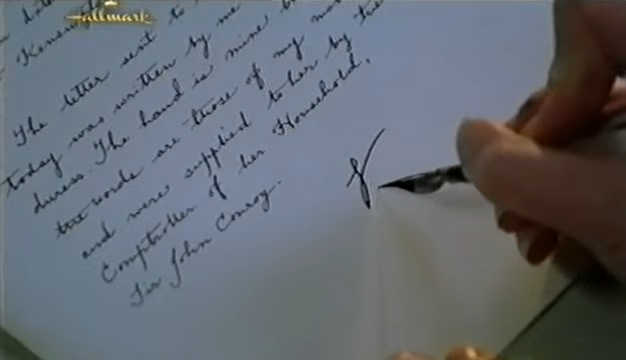 Hallmark
The letter sent to
today was written by me
duress. The hand is mine
the words are those of my
and were supplied to her by the
Comptroller of her Household,
Sir John Conroy.